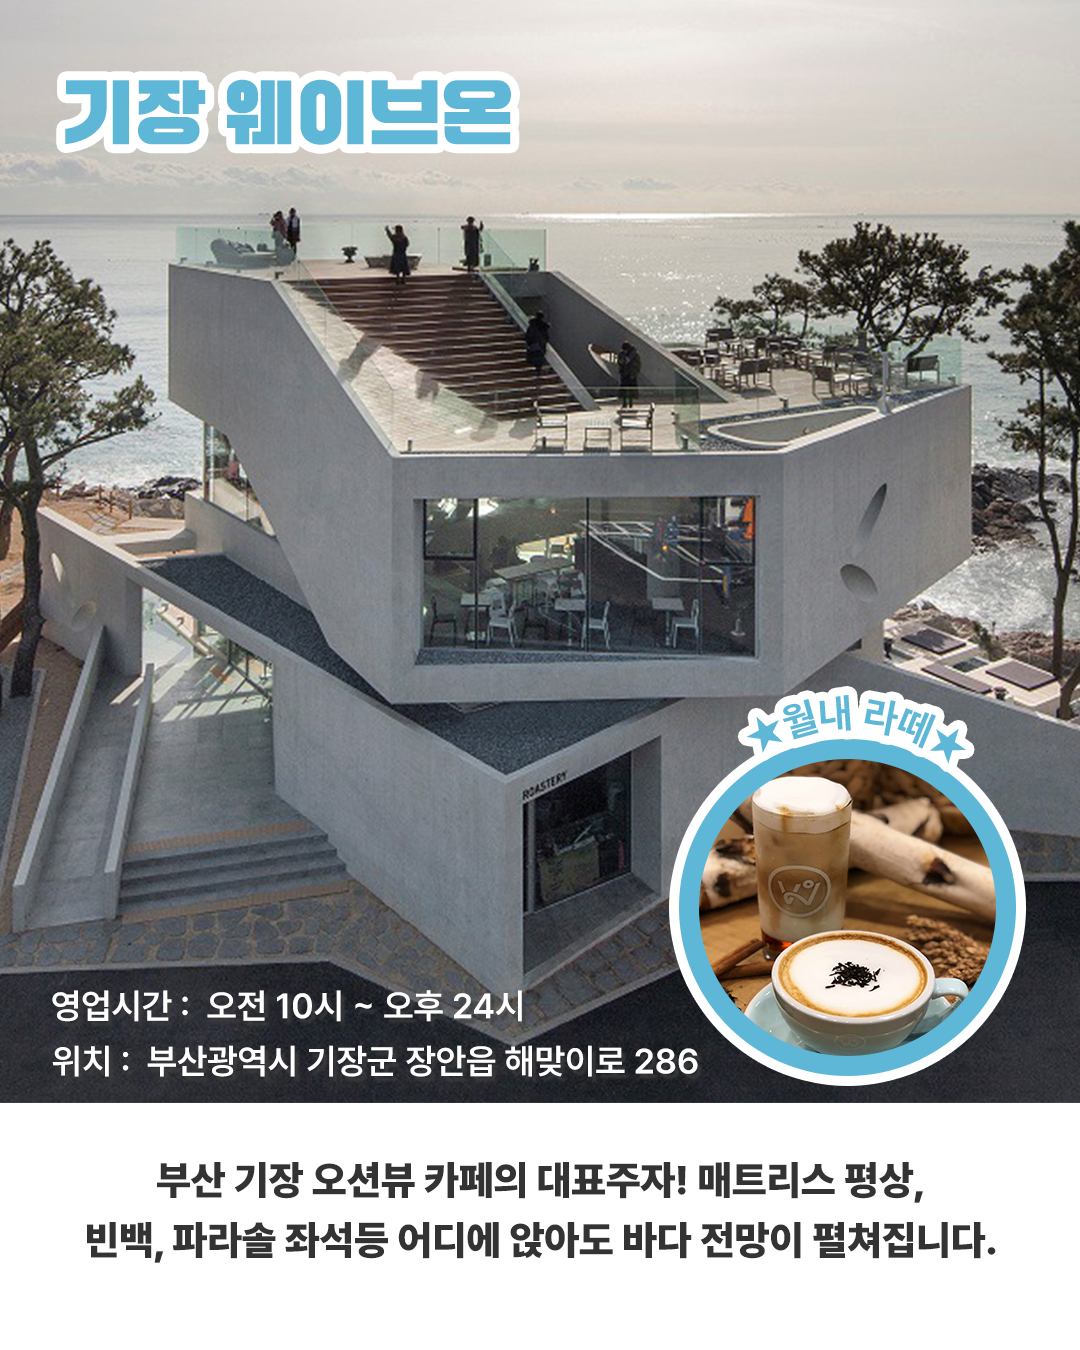 기장 웨이브온
ROASTERY
★월내 라떼★
영업시간 : 오전 10시 ~ 오후 24시
위치 : 부산광역시 기장군 장안읍 해맞이로 286
부산 기장 오션뷰 카페의 대표주자! 매트리스 평상,
빈백, 파라솔 좌석등 어디에 앉아도 바다 전망이 펼쳐집니다.